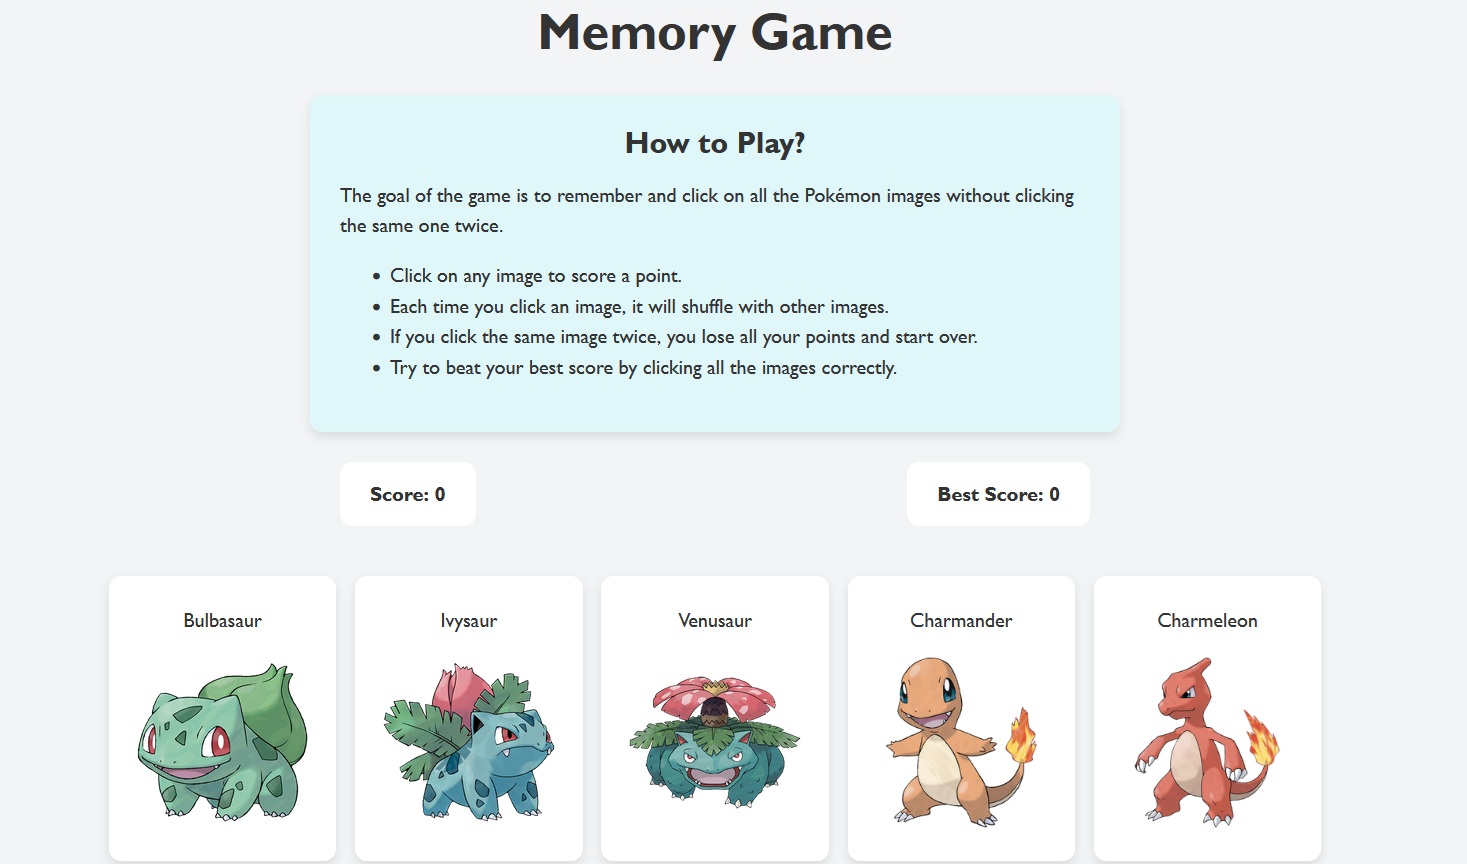 Memory Game
How to Play?
The goal of the game is to remember and click on all the Pokémon images without clicking
the same one twice.
• Click on any image to score a point.
• Each time you click an image, it will shuffle with other images.
• If you click the same image twice, you lose all your points and start over.
• Try to beat your best score by clicking all the images correctly.
Score: 0
Best Score: 0
Bulbasaur
Ivysaur
Venusaur
Charmander
Charmeleon